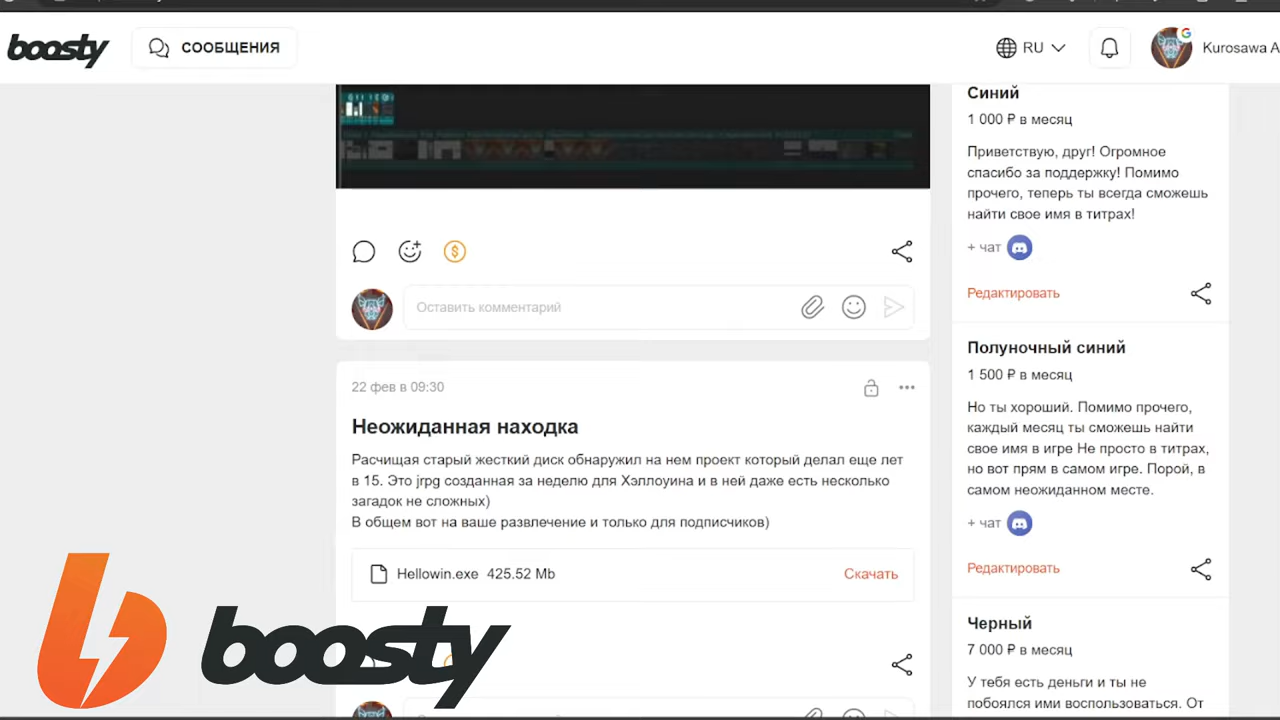 boosty
СООБЩЕНИЯ
RU
Kurosawa A
Оставить комментарий
22 фев в 09:30
Неожиданная находка
Расчищая старый жесткий диск обнаружил на нем проект который делал еще лет
в 15. Это jrpg созданная за неделю для Хэллоуина и в ней даже есть несколько
загадок не сложных)
В общем вот на ваше развлечение и только для подписчиков)
Hellowin.exe 425.52 Mb
Скачать
Синий
1 000 ₽ в месяц
Приветствую, друг! Огромное
спасибо за поддержку! Помимо
прочего, теперь ты всегда сможешь
найти свое имя в титрах!
+ чат
Редактировать
Полуночный синий
1 500 ₽ в месяц
Но ты хороший. Помимо прочего,
каждый месяц ты сможешь найти
свое имя в игре Не просто в титрах,
но вот прям в самом игре. Порой, в
самом неожиданном месте.
+ чат
Редактировать
Черный
7 000 ₽ в месяц
У тебя есть деньги и ты не
побоялся ими воспользоваться. От
boosty